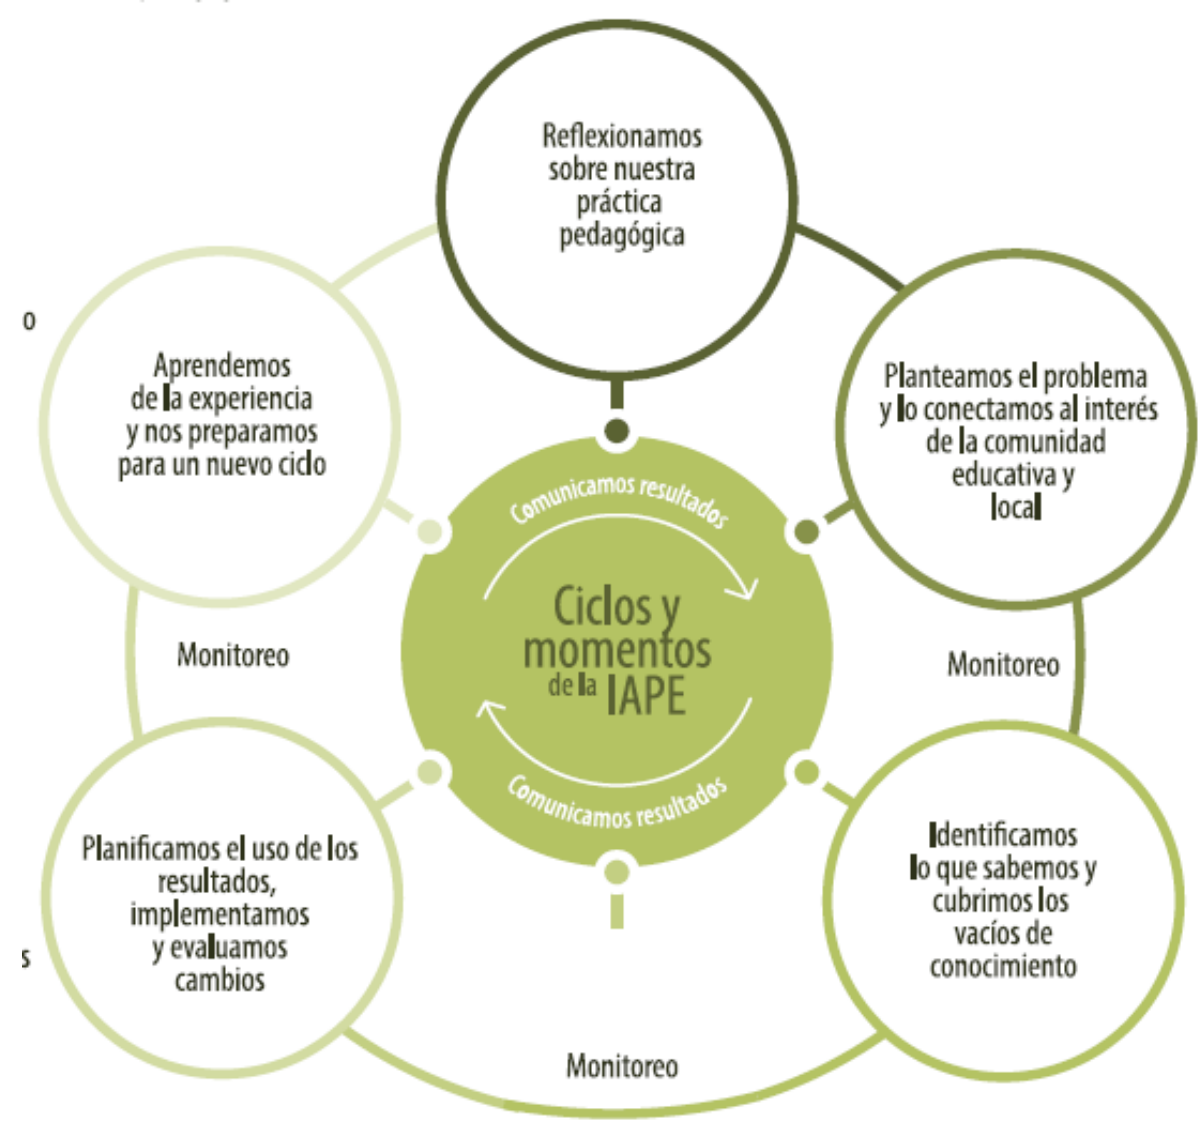 Reflexionamos
sobre nuestra
práctica
pedagógica
Planteamos el problema
y lo conectamos al interés
de la comunidad
educativa y
local
Monitoreo
Identificamos
lo que sabemos y
cubrimos los
vacíos de
conocimiento
Monitoreo
Planificamos el uso de los
resultados,
implementamos
y evaluamos
cambios
Monitoreo
Aprendemos
de la experiencia
y nos preparamos
para un nuevo ciclo
Comunicamos resultados
Ciclos y
momentos
de la IAPE
Comunicamos resultados
o
s